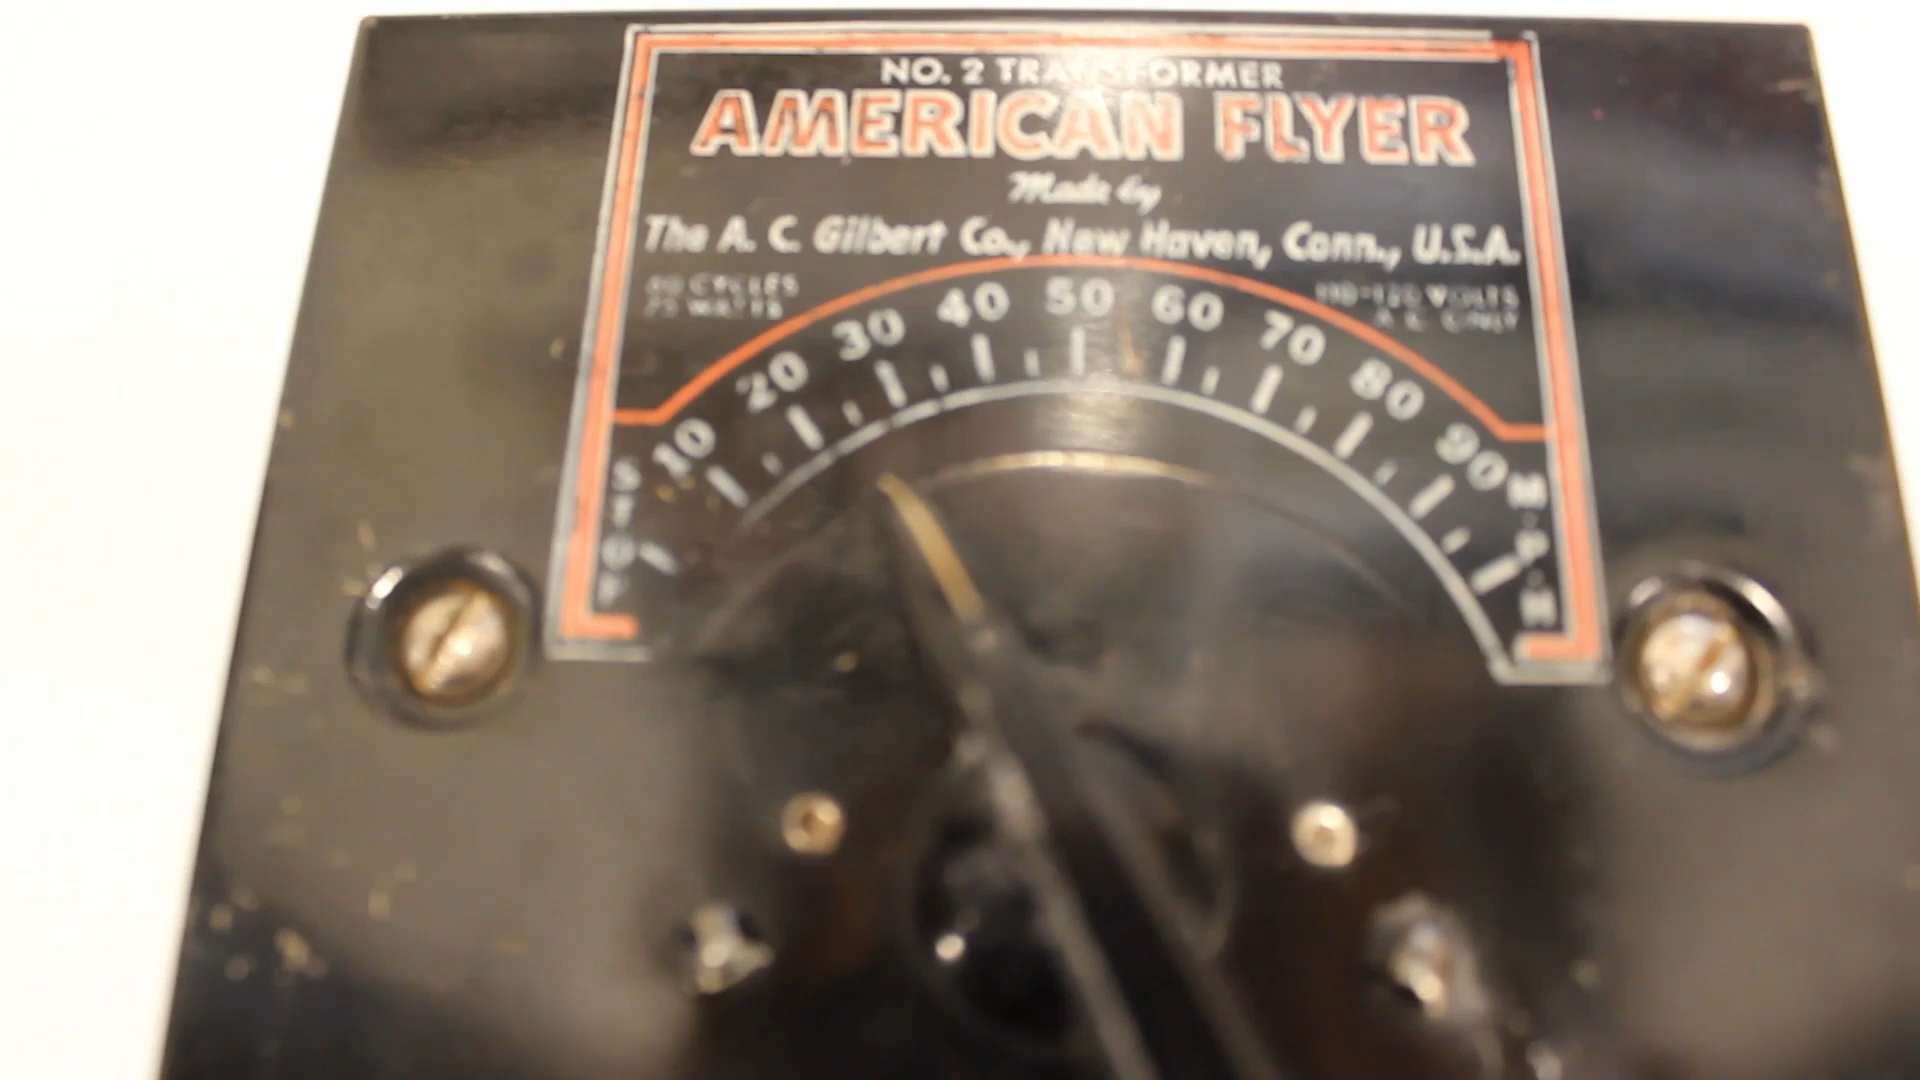 NO. 2 TRANSFORMER
AMERICAN FLYER
Made by
The A. C. Gilbert Co., New Haven, Conn., U.S.A.
60 CYCLES
75 WATTS
110-120 VOLTS
A C ONLY
STOP 10 20 30 40 50 60 70 80 90 M.P.H